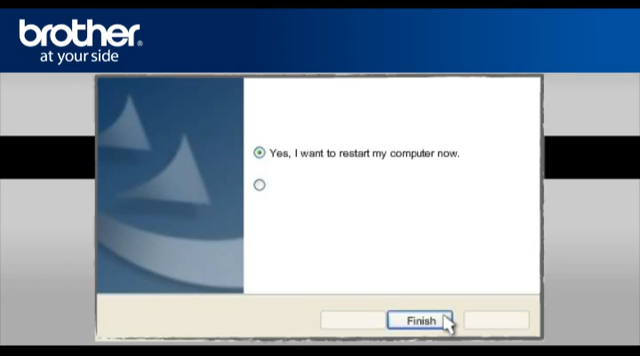 brother
at your side
Yes, I want to restart my computer now.
Finish